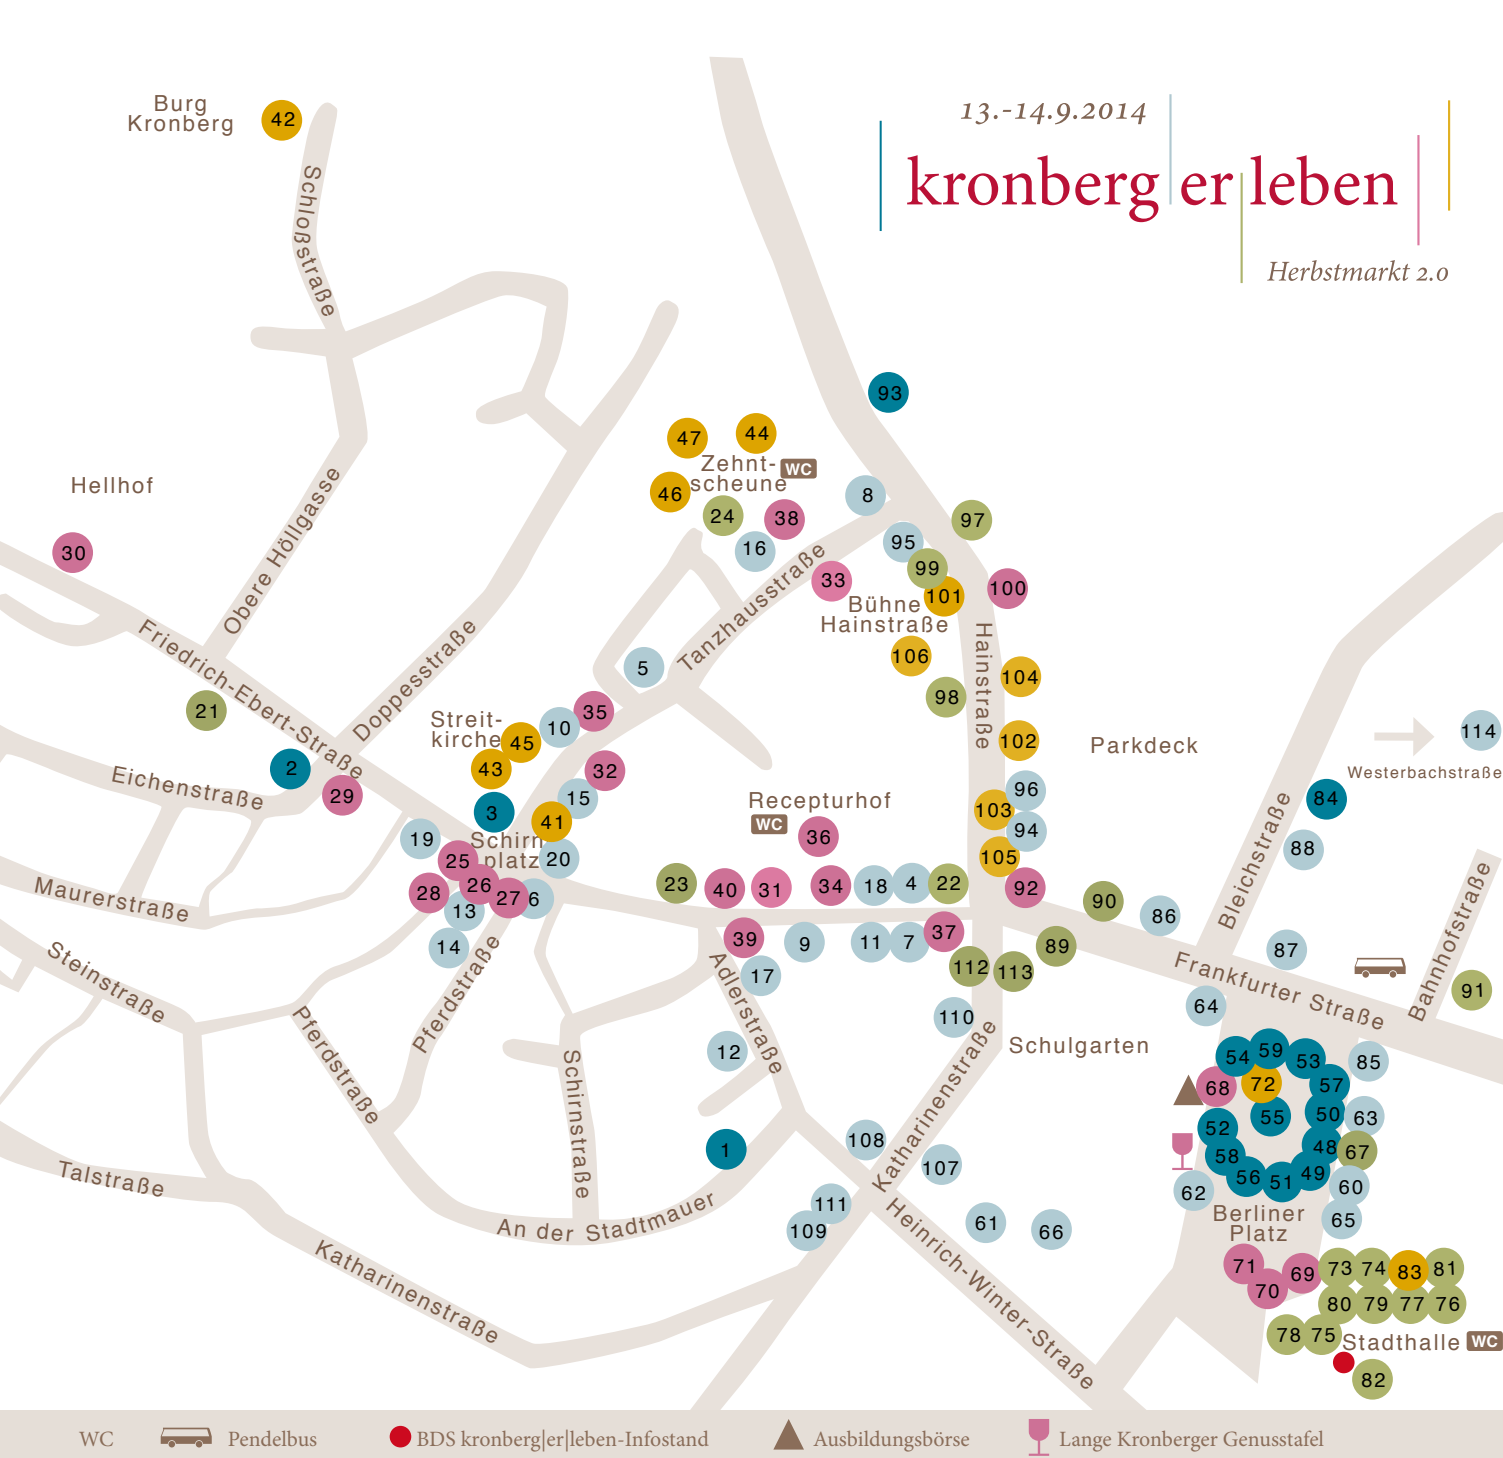 13.-14.9.2014
kronberg er leben
Herbstmarkt 2.0
Burg
Kronberg
42
Schloßstraße
93
47
44
Zehnt-
scheune
WC
46
24
38
16
8
97
95
99
101
100
33
Bühne
Hainstraße
106
104
98
102
Hainstraße
Tanzhausstraße
Hellhof
30
Obere Höllgasse
Friedrich-Ebert-Straße
Doppesstraße
21
2
29
Eichenstraße
5
35
10
Streit-
kirche
45
43
32
15
3
41
Schirn
platz
20
19
25
26
27
6
28
13
14
Parkdeck
114
Westerbachstraße
84
88
Bleichstraße
Recepturhof
WC
36
96
103
94
105
92
23
40
31
34
18
4
22
90
86
39
9
11
7
37
89
87
17
112
113
Maurerstraße
Steinstraße
Pferdstraße
Pferdstraße
Adlerstraße
Frankfurter Straße
Bahnhofstraße
91
64
110
Schulgarten
12
Schirnstraße
Katharinenstraße
54
59
53
85
68
72
57
55
50
63
52
48
67
58
56
51
49
60
62
65
Berliner
Platz
1
108
107
111
109
61
66
Talstraße
An der Stadtmauer
Heinrich-Winter-Straße
Katharinenstraße
71
69
73
74
83
81
70
80
79
77
76
78
75
Stadthalle
WC
82
WC
Pendelbus
BDS kronberg|er|leben-Infostand
Ausbildungsbörse
Lange Kronberger Genusstafel